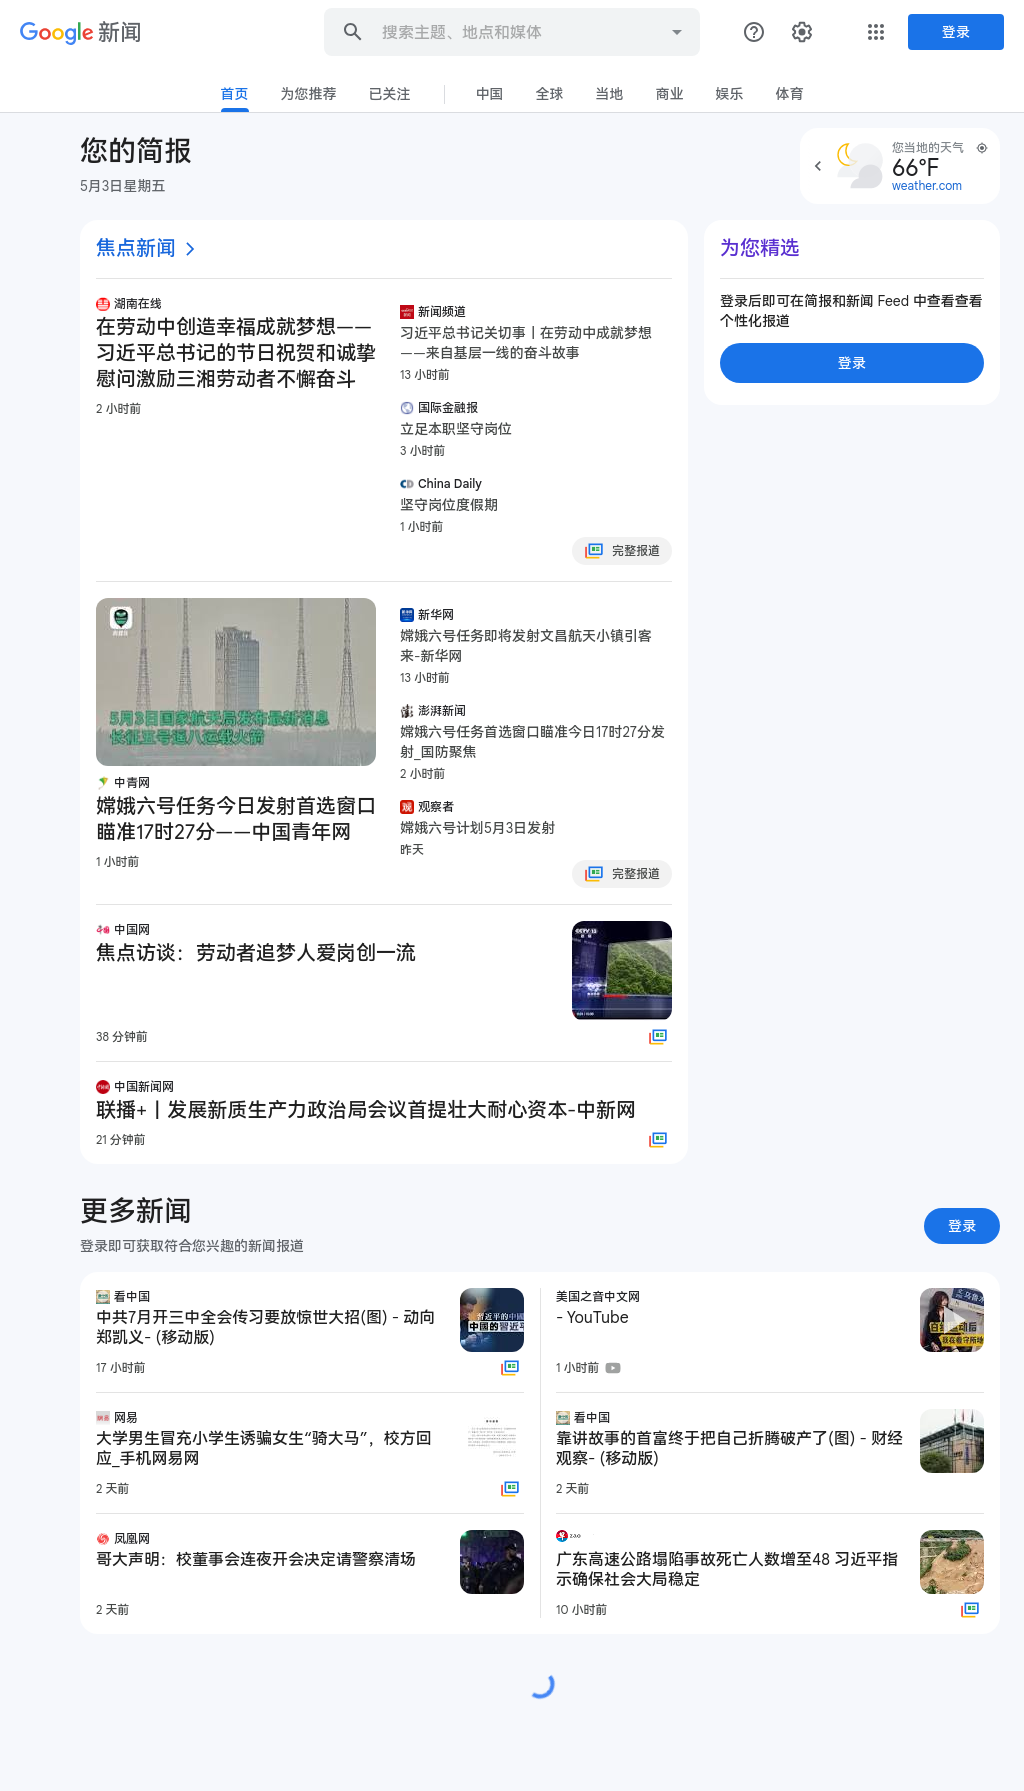 Google 新闻
搜索主题、地点和媒体
登录
首页
为您推荐
已关注
中国
全球
当地
商业
娱乐
体育
您的简报
5月3日星期五
您当地的天气
66°F
weather.com
焦点新闻
湖南在线
在劳动中创造幸福成就梦想——
习近平总书记的节日祝贺和诚挚
慰问激励三湘劳动者不懈奋斗
2 小时前
新闻频道
习近平总书记关切事丨在劳动中成就梦想
——来自基层一线的奋斗故事
13 小时前
国际金融报
立足本职坚守岗位
3 小时前
China Daily
坚守岗位度假期
1 小时前
完整报道
为您精选
登录后即可在简报和新闻 Feed 中查看查看
个性化报道
登录
5月3日国家航天局发布最新消息
长征五号遥八运载火箭
中青网
嫦娥六号任务今日发射首选窗口
瞄准17时27分——中国青年网
1 小时前
新华网
嫦娥六号任务即将发射文昌航天小镇引客
来-新华网
13 小时前
澎湃新闻
嫦娥六号任务首选窗口瞄准今日17时27分发
射_国防聚焦
2 小时前
观察者
嫦娥六号计划5月3日发射
昨天
完整报道
中国网
焦点访谈：劳动者追梦人爱岗创一流
38 分钟前
CCTV-13
中国新闻网
联播+丨发展新质生产力政治局会议首提壮大耐心资本-中新网
21 分钟前
更多新闻
登录即可获取符合您兴趣的新闻报道
登录
看中国
中共7月开三中全会传习要放惊世大招(图) - 动向
郑凯义- (移动版)
17 小时前
网易
大学男生冒充小学生诱骗女生“骑大马”，校方回
应_手机网易网
2 天前
凤凰网
哥大声明：校董事会连夜开会决定请警察清场
2 天前
美国之音中文网
- YouTube
1 小时前
看中国
靠讲故事的首富终于把自己折腾破产了(图) - 财经
观察- (移动版)
2 天前
广东高速公路塌陷事故死亡人数增至48 习近平指
示确保社会大局稳定
10 小时前